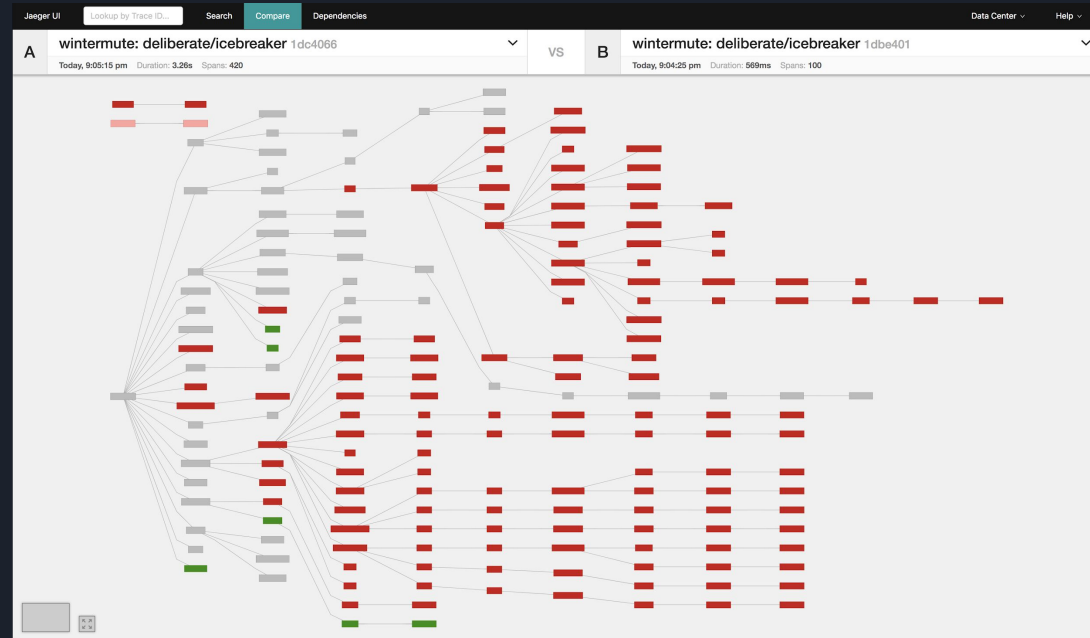 Jaeger UI Lookup by Trace ID... Search Compare Dependencies Data Center Help
A wintermute: deliberate/icebreaker 1dc4066 VS B wintermute: deliberate/icebreaker 1dbe401
Today, 9:05:15 pm Duration: 3.26s Spans: 420 Today, 9:04:25 pm Duration: 569ms Spans: 100